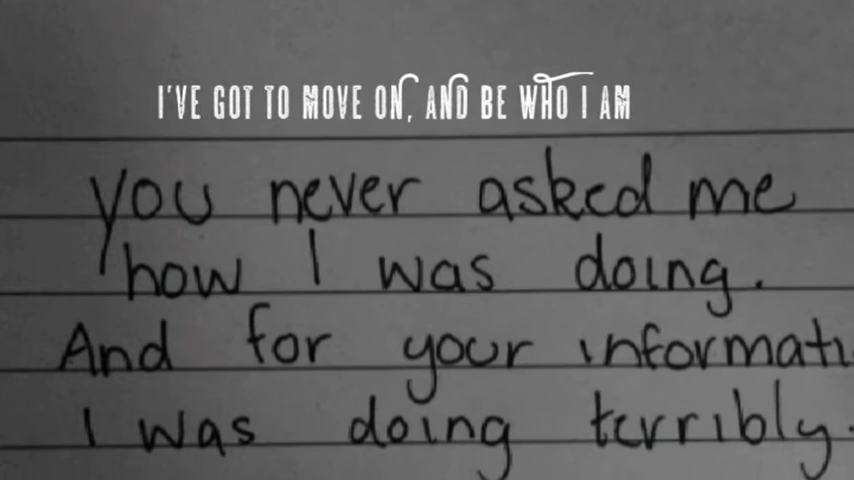 I'VE GOT TO MOVE ON, AND BE WHO I AM
you never asked me
how I was doing.
And for your informati
I was doing terribly.